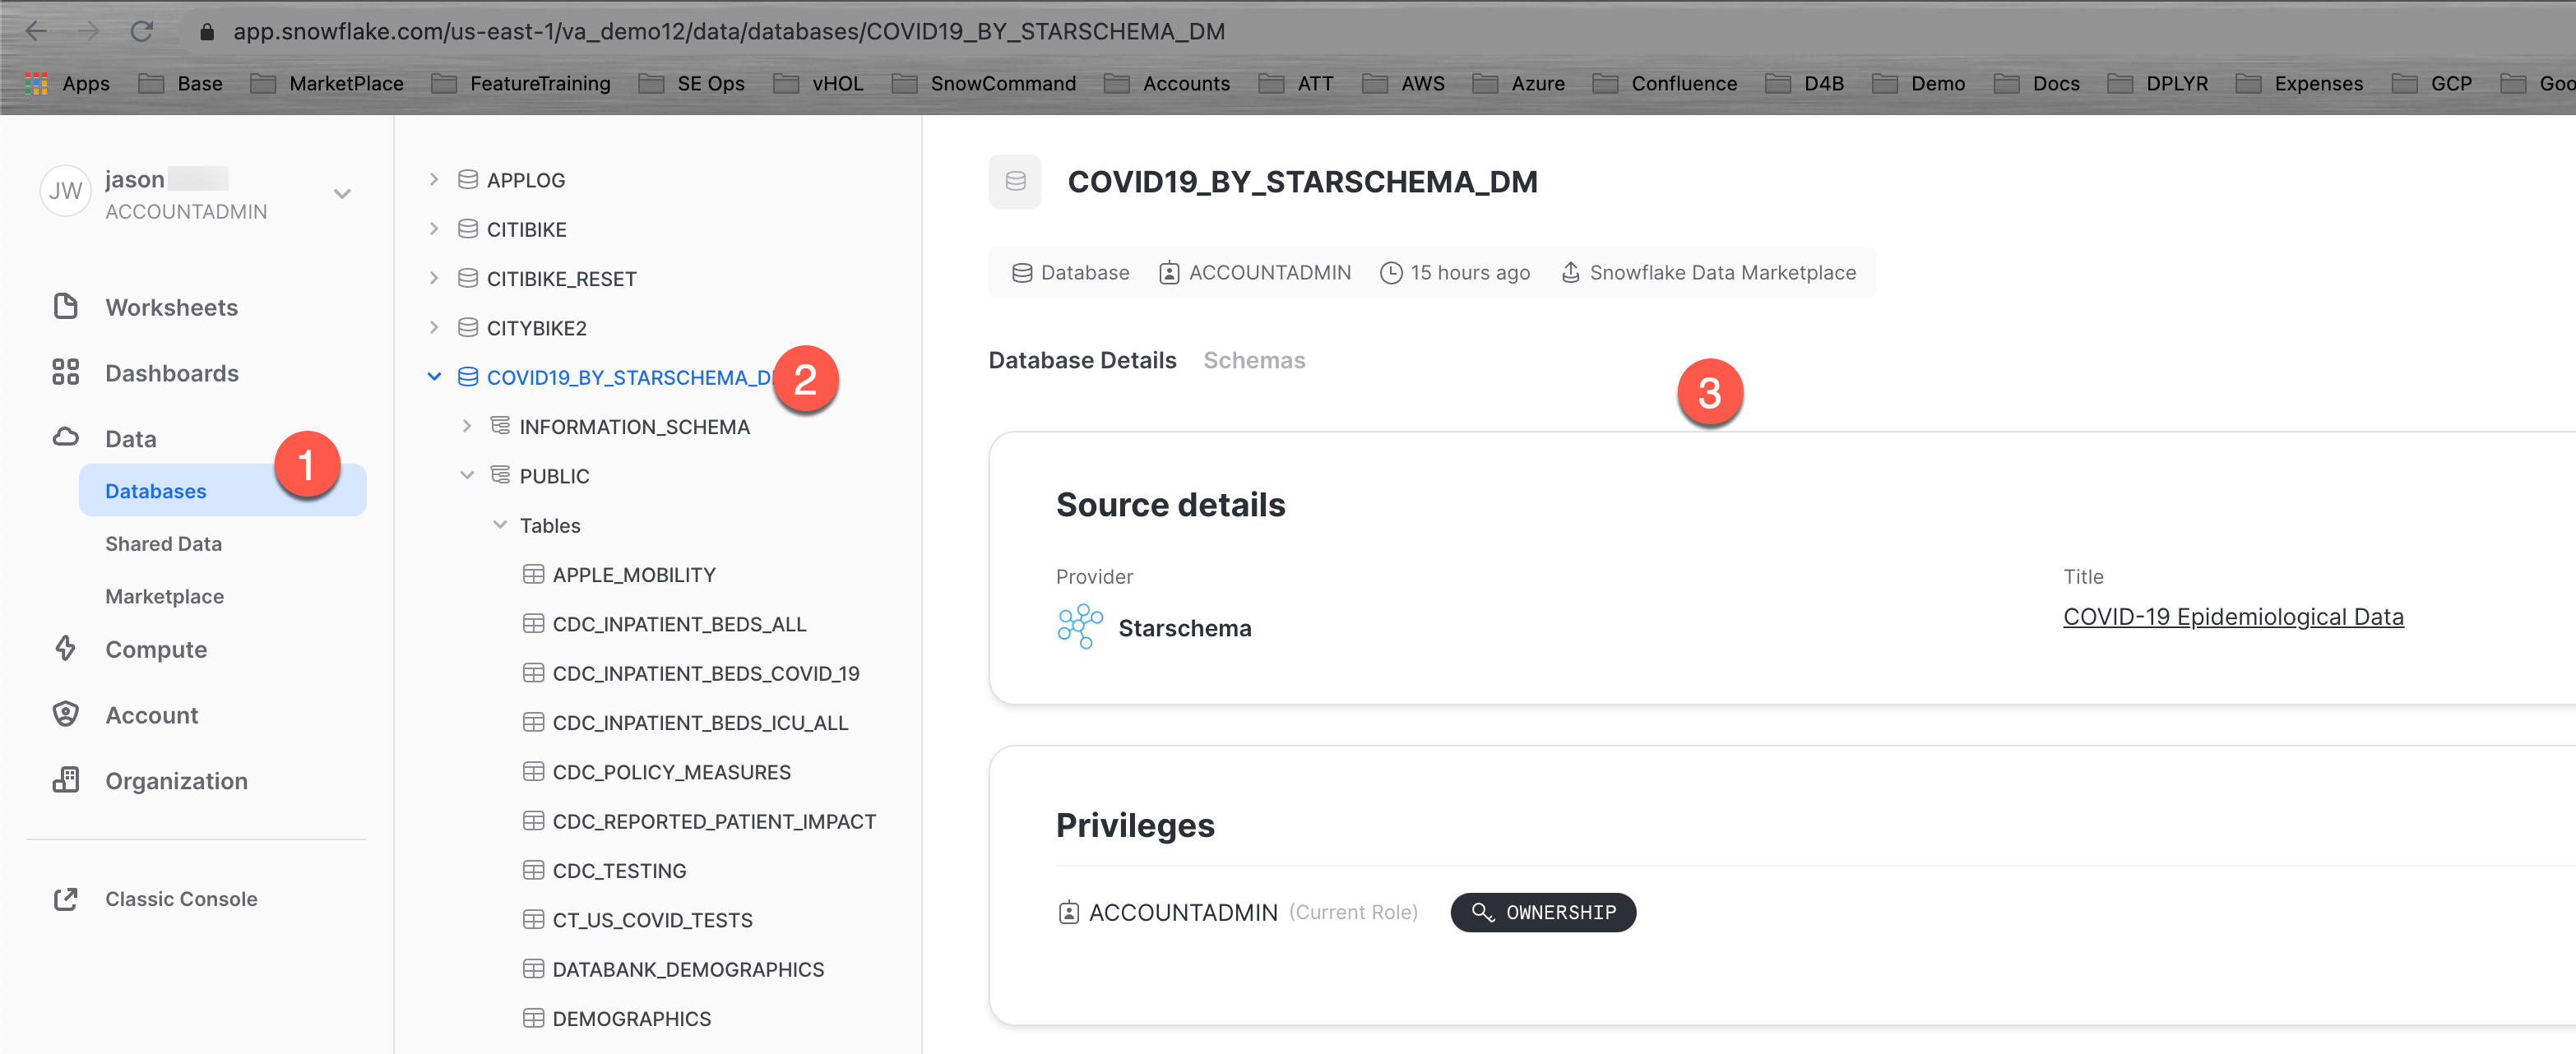 app.snowflake.com/us-east-1/va_demo12/data/databases/COVID19_BY_STARSCHEMA_DM
Apps Base MarketPlace FeatureTraining SE Ops vHOL SnowCommand Accounts ATT AWS Azure Confluence D4B Demo Docs DPLYR Expenses GCP Goo
JW
jason
ACCOUNTADMIN
Worksheets
Dashboards
Data
1
Databases
Shared Data
Marketplace
Compute
Account
Organization
Classic Console
APPLOG
CITIBIKE
CITIBIKE_RESET
CITYBIKE2
COVID19_BY_STARSCHEMA_D
2
INFORMATION_SCHEMA
PUBLIC
Tables
APPLE_MOBILITY
CDC_INPATIENT_BEDS_ALL
CDC_INPATIENT_BEDS_COVID_19
CDC_INPATIENT_BEDS_ICU_ALL
CDC_POLICY_MEASURES
CDC_REPORTED_PATIENT_IMPACT
CDC_TESTING
CT_US_COVID_TESTS
DATABANK_DEMOGRAPHICS
DEMOGRAPHICS
COVID19_BY_STARSCHEMA_DM
Database ACCOUNTADMIN 15 hours ago Snowflake Data Marketplace
Database Details Schemas
3
Source details
Provider
Starschema
Title
COVID-19 Epidemiological Data
Privileges
ACCOUNTADMIN (Current Role) OWNERSHIP